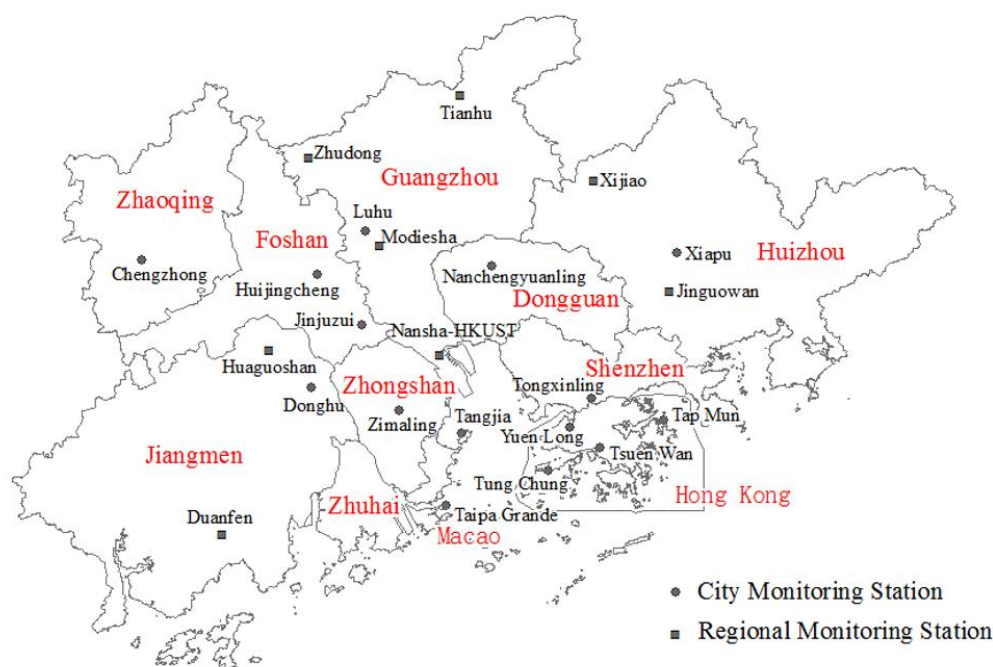 Tianhu
Zhudong
Guangzhou
Xijiao
Zhaoqing
Luhu
Foshan
Modiesha
Huizhou
Xiapu
Chengzhong
Huijingcheng
Nanchengyuanling
Dongguan
Jinguowan
Jinjuzui
Nansha-HKUST
Huaguoshan
Shenzhen
Donghu
Zhongshan
Tongxinling
Zimaling
Tangjia
Tap Mun
Yuen Long
Jiangmen
Tsuen Wan
Tung Chung
Hong Kong
Zhuhai
Duanfen
Taipa Grande
Macao
City Monitoring Station
Regional Monitoring Station